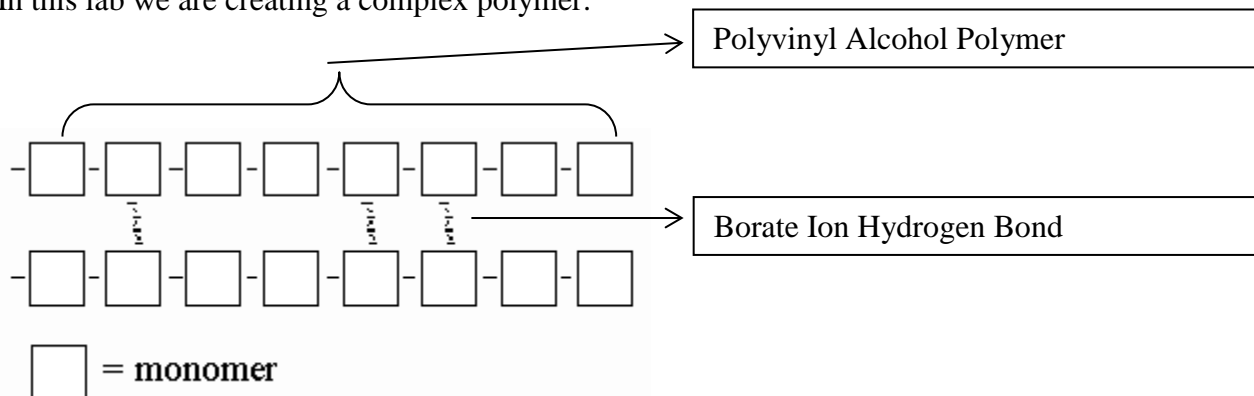 In this lab we are creating a complex polymer.
Polyvinyl Alcohol Polymer
Borate Ion Hydrogen Bond
= monomer